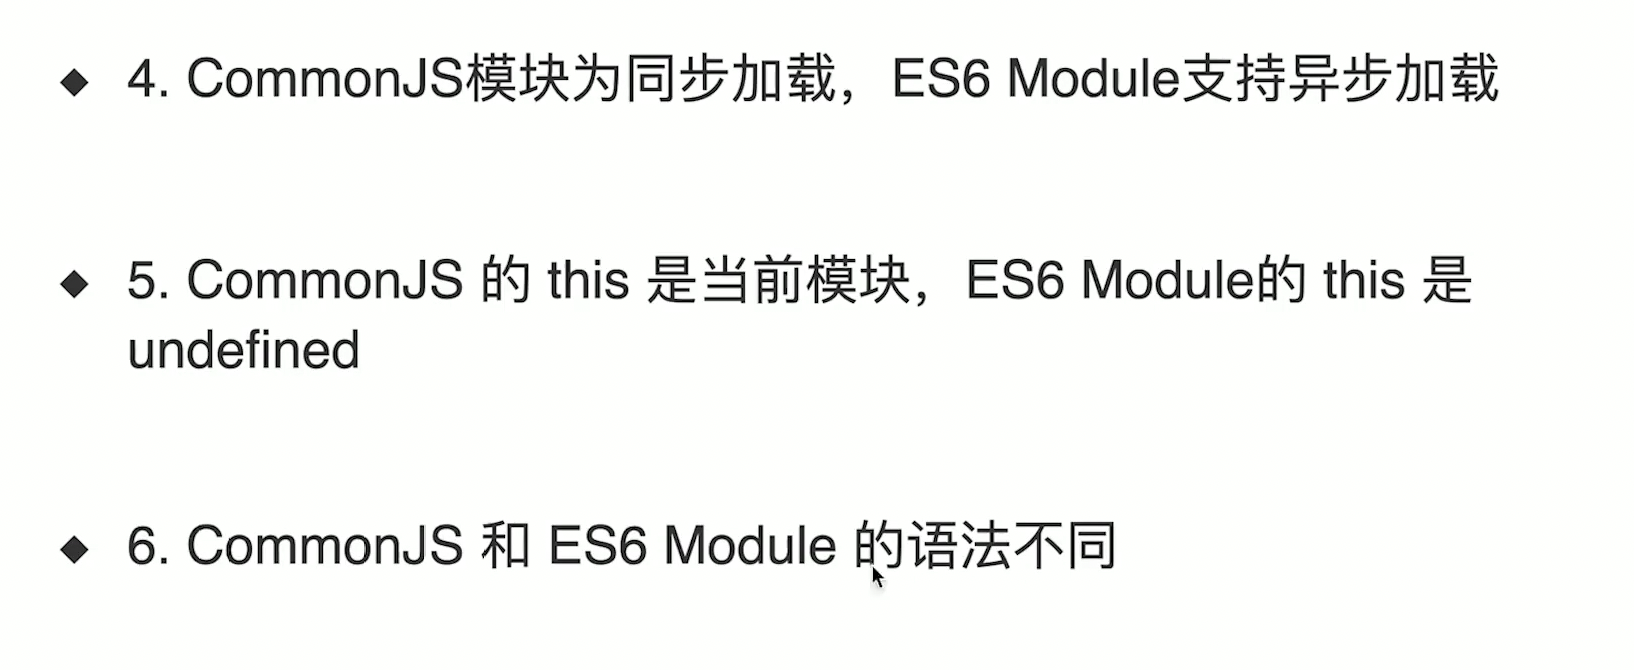 ◆ 4. CommonJS模块为同步加载，ES6 Module支持异步加载
◆ 5. CommonJS 的 this 是当前模块，ES6 Module的 this 是
undefined
◆ 6. CommonJS 和 ES6 Module 的语法不同